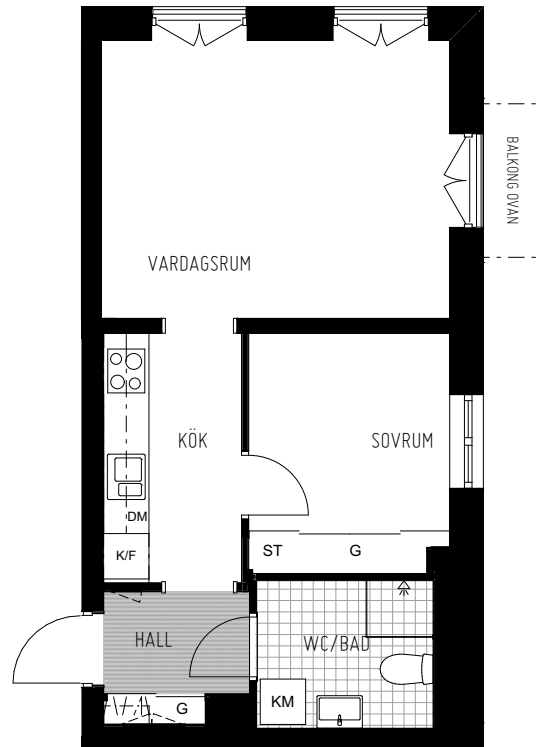 BALKONG OVAN
VARDAGSRUM
KÖK
SOVRUM
DM
K/F
ST
G
HALL
WC/BAD
G
KM